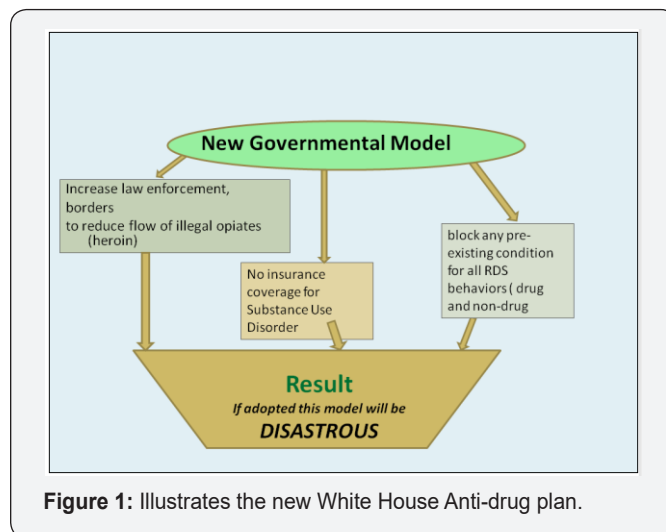 New Governmental Model
Increase law enforcement,
borders
to reduce flow of illegal opiates
(heroin)
No insurance
coverage for
Substance Use
Disorder
block any pre-
existing condition
for all RDS
behaviors ( drug
and non-drug
Result
If adopted this model will be
DISASTROUS
Figure 1: Illustrates the new White House Anti-drug plan.